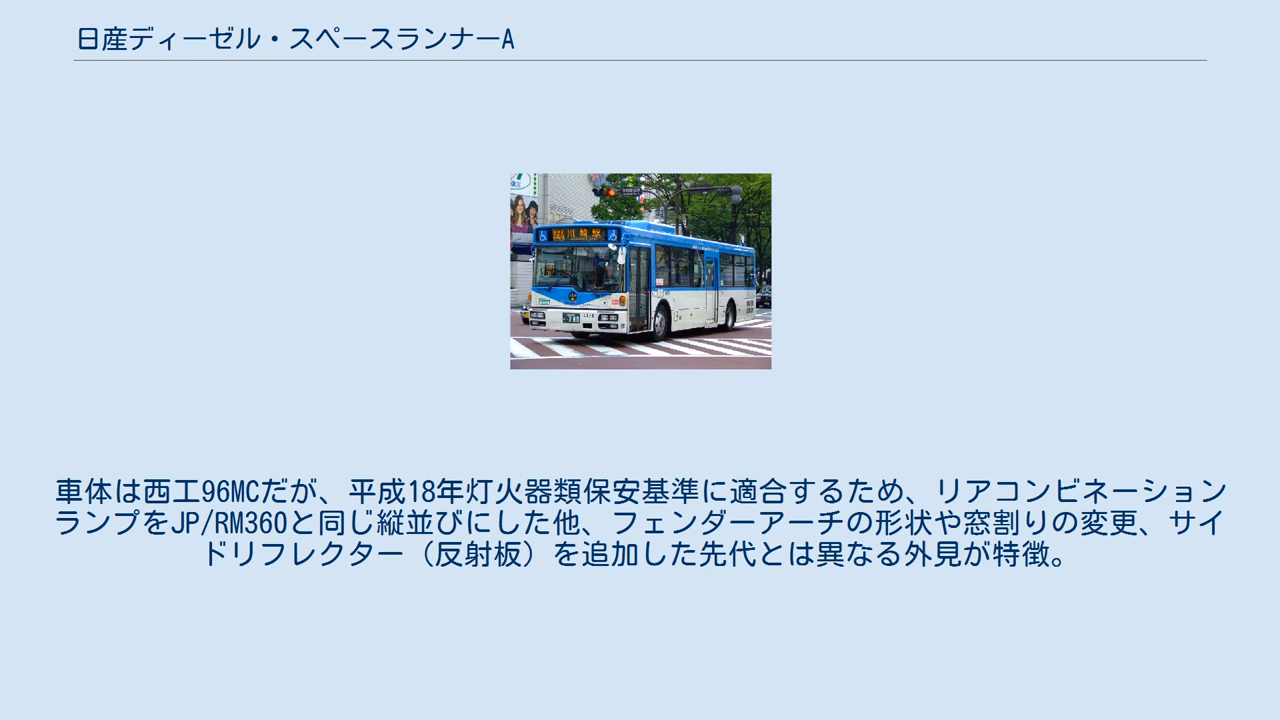 日産ディーゼル・スペースランナーA
車体は西工96MCだが、平成18年灯火器類保安基準に適合するため、リアコンビネーション
ランプをJP/RM360と同じ縦並びにした他、フェンダーアーチの形状や窓割りの変更、サイ
ドリフレクター（反射板）を追加した先代とは異なる外見が特徴。